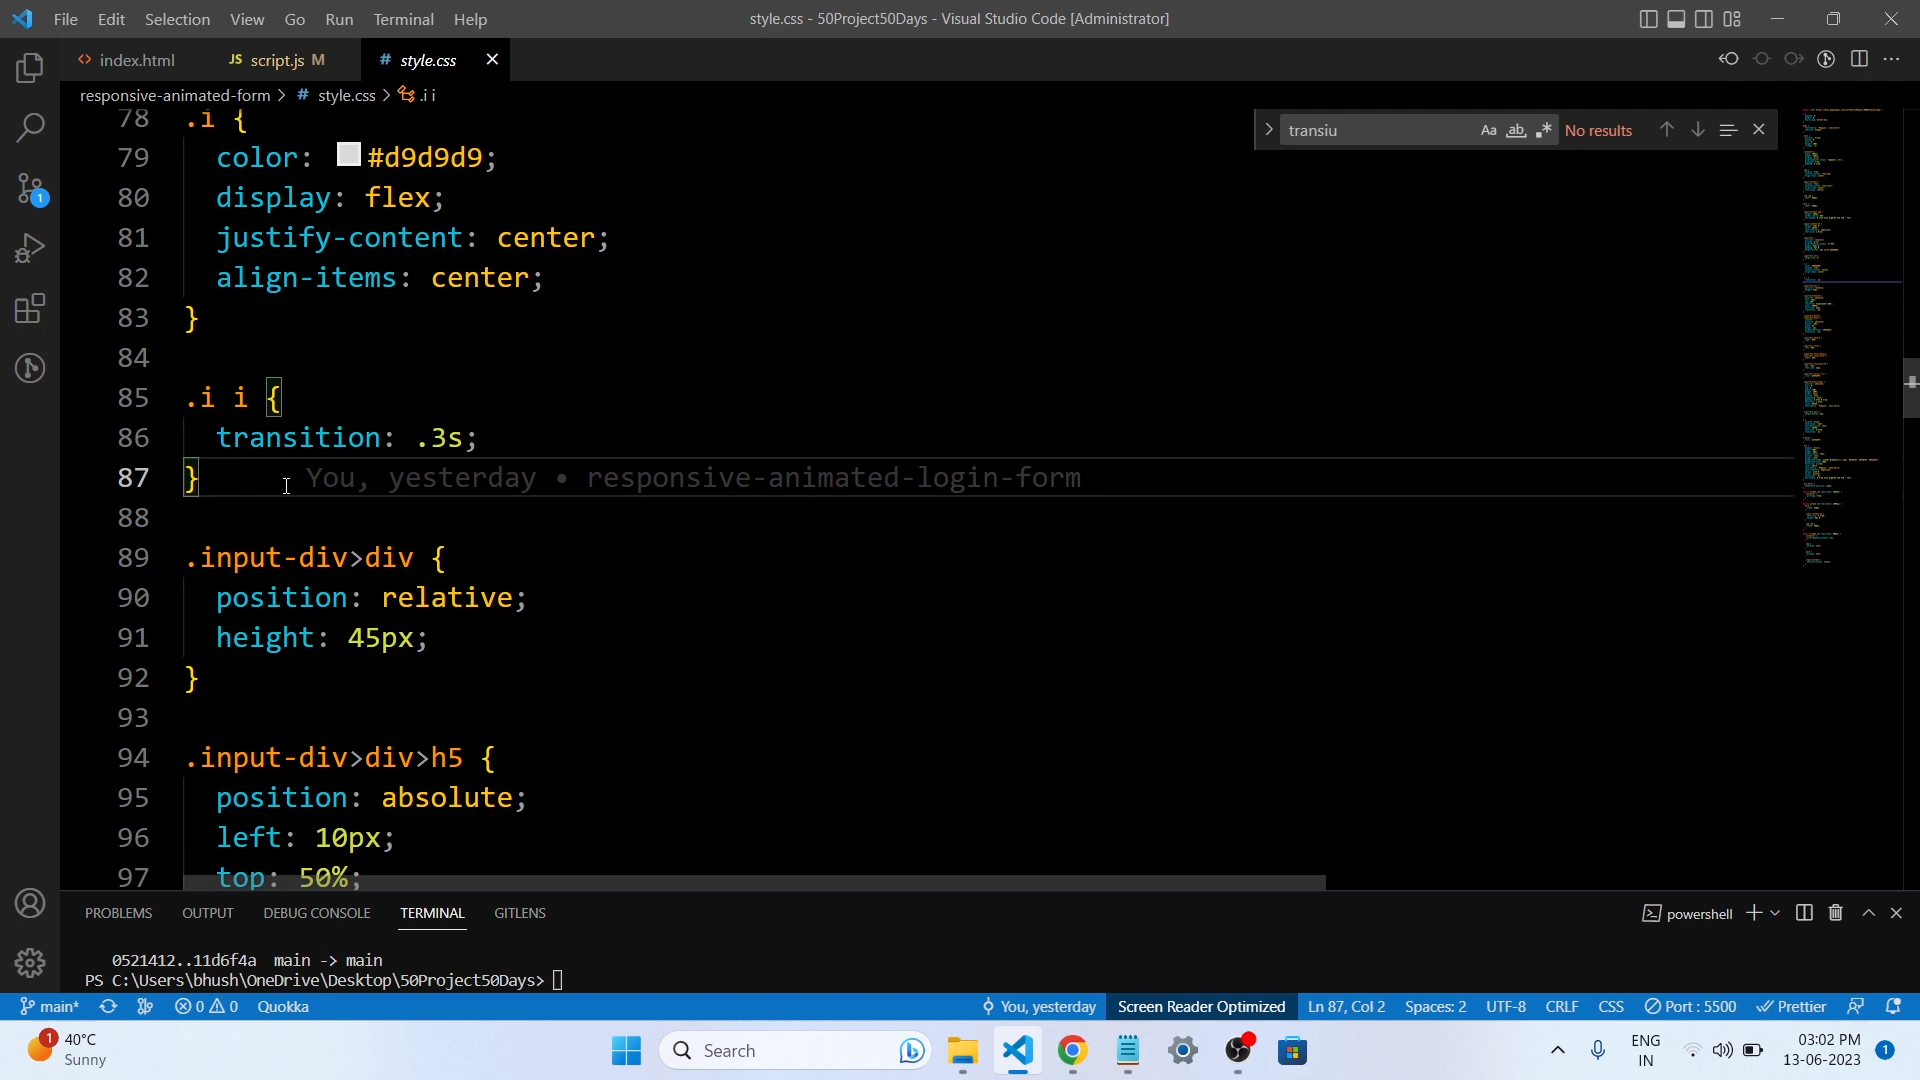 File Edit Selection View Go Run Terminal Help style.css - 50Project50Days - Visual Studio Code [Administrator]
index.html JS script.js M # style.css
responsive-animated-form > # style.css > .i i
transiu Aa ab No results
78 .i {
79 color: #d9d9d9;
80 display: flex;
81 justify-content: center;
82 align-items: center;
83 }
84
85 .i i {
86 transition: .3s;
87 } You, yesterday • responsive-animated-login-form
88
89 .input-div>div {
90 position: relative;
91 height: 45px;
92 }
93
94 .input-div>div>h5 {
95 position: absolute;
96 left: 10px;
97 top: 50%;
1
PROBLEMS OUTPUT DEBUG CONSOLE TERMINAL GITLENS powershell
0521412..11d6f4a main -> main
PS C:\Users\bhush\OneDrive\Desktop\50Project50Days>
main* 0 0 Quokka You, yesterday Screen Reader Optimized Ln 87, Col 2 Spaces: 2 UTF-8 CRLF CSS Port : 5500 Prettier
1 40°C
Sunny
Search
ENG
IN
03:02 PM
13-06-2023
1